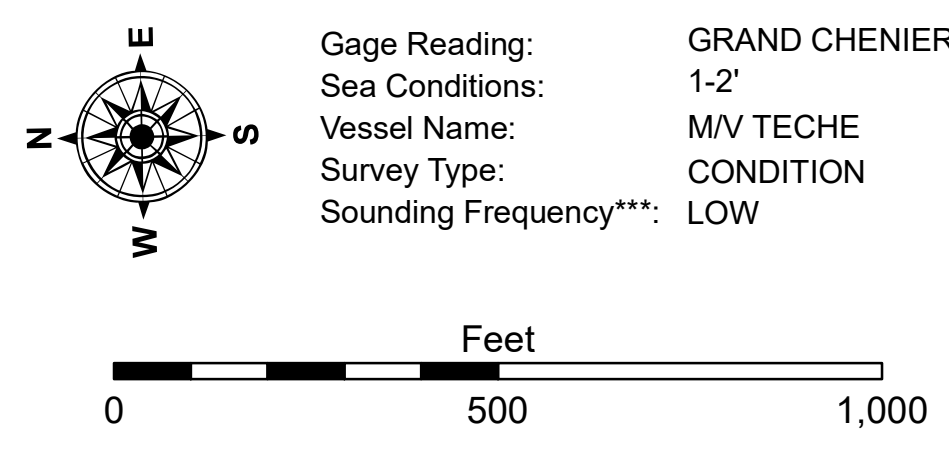 E
N
S
W
Gage Reading: GRAND CHENIER
Sea Conditions: 1-2'
Vessel Name: M/V TECHE
Survey Type: CONDITION
Sounding Frequency***: LOW
Feet
0 500 1,000